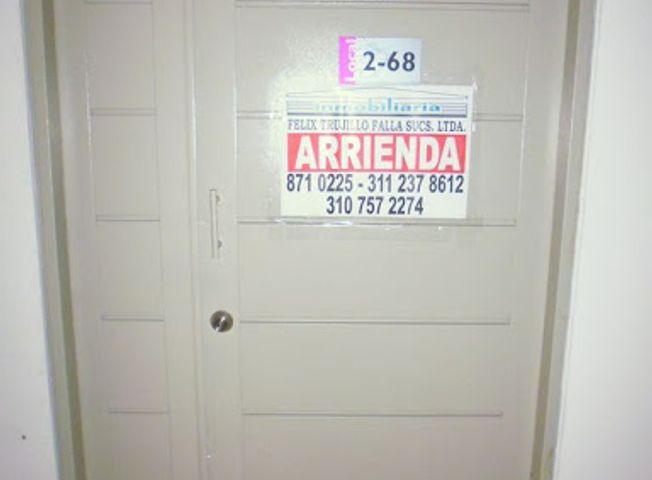 Local
2-68
inmobiliaria
FELIX TRUJILLO FALLA SUCS. LTDA.
ARRIENDA
871 0225 - 311 237 8612
310 757 2274